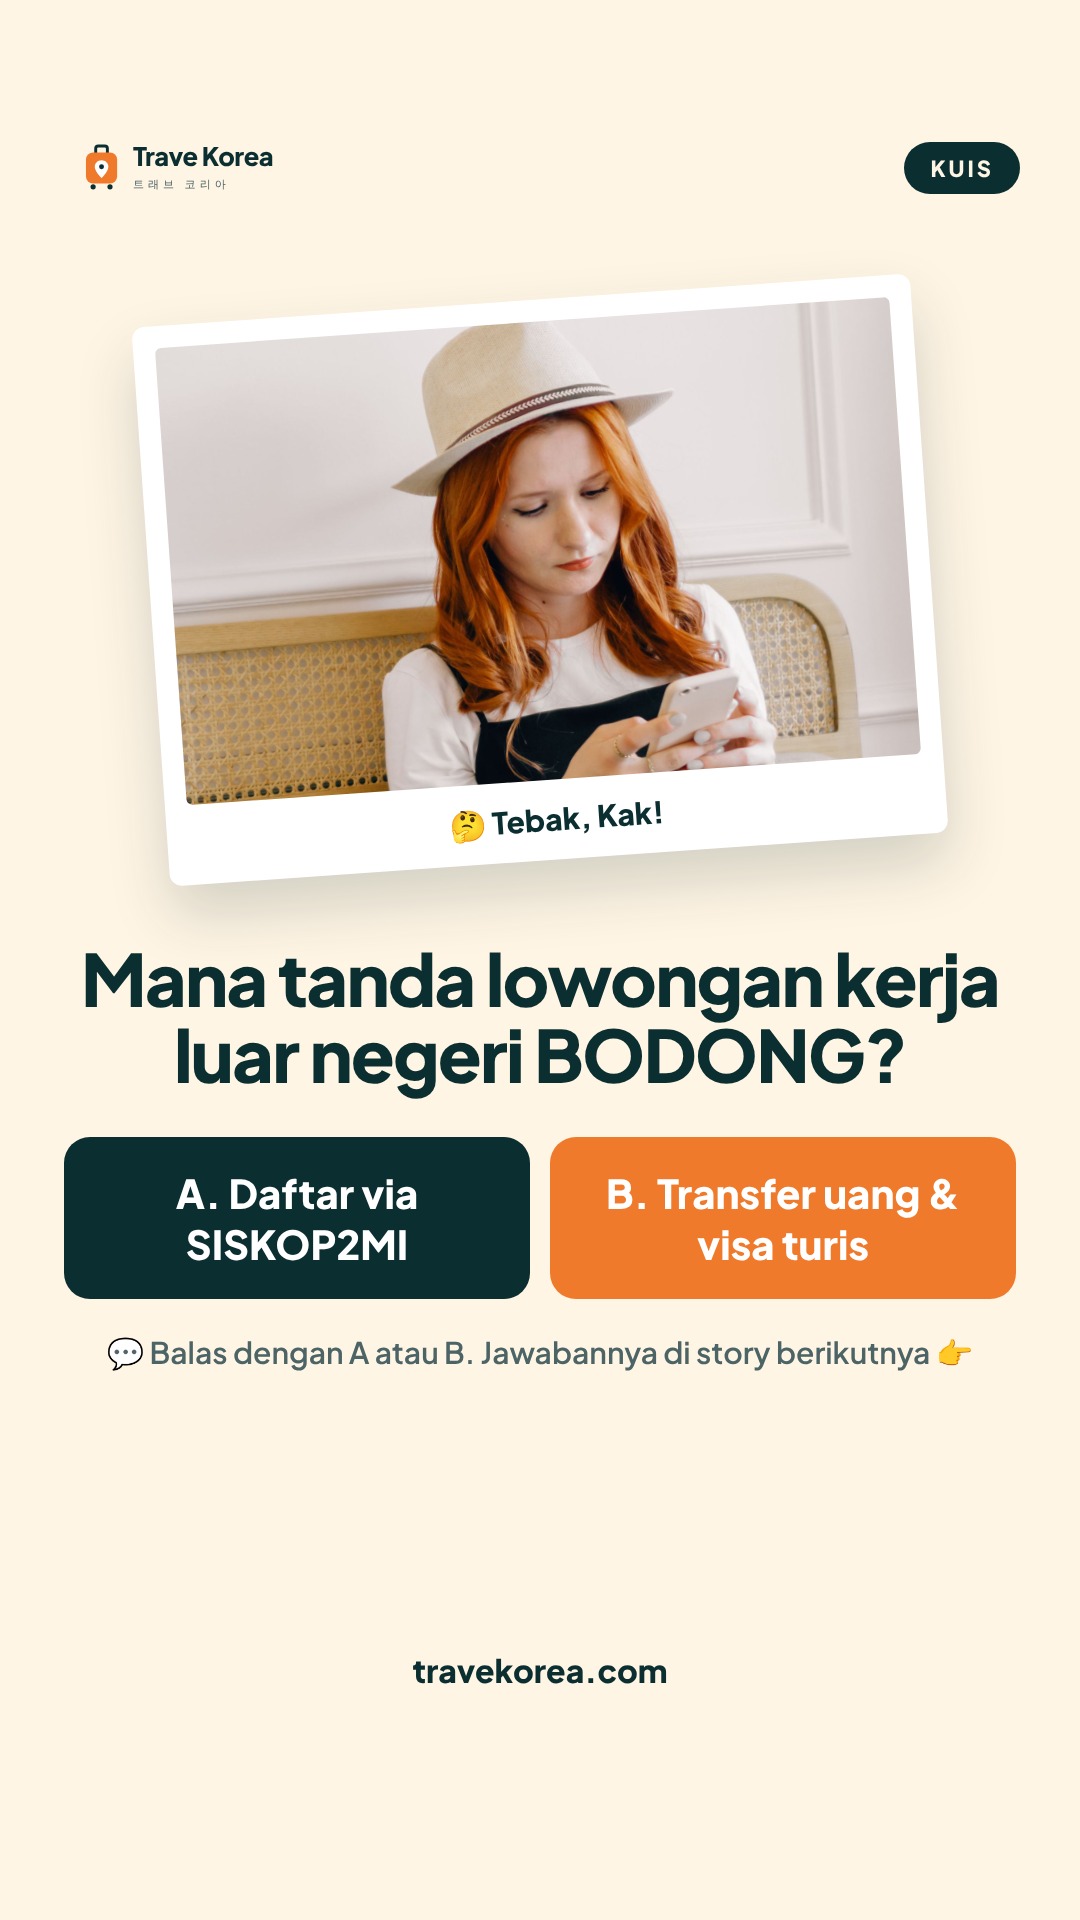 Trave Korea
트래브 코리아
KUIS
🤔 Tebak, Kak!
Mana tanda lowongan kerja
luar negeri BODONG?
A. Daftar via
SISKOP2MI
B. Transfer uang &
visa turis
💬 Balas dengan A atau B. Jawabannya di story berikutnya 👉
travekorea.com